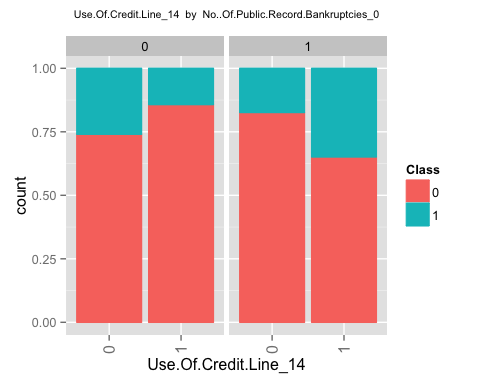 Use.Of.Credit.Line_14 by No..Of.Public.Record.Bankruptcies_0
0 1
1.00
0.75
0.50
0.25
0.00
count
0 1 0 1
Use.Of.Credit.Line_14
Class
0
1